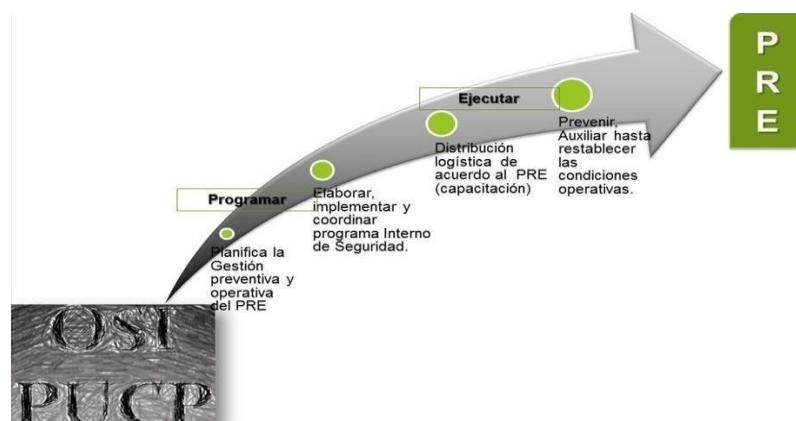 P
R
E
Ejecutar
Prevenir,
Auxiliar hasta
restablecer
las
condiciones
operativas.
Distribución
logística de
acuerdo al PRE
(capacitación)
Programar
Elaborar,
implementar y
coordinar
programa Interno
de Seguridad.
Planifica la
Gestión
preventiva y
operativa
del PRE
OSI
PUCP